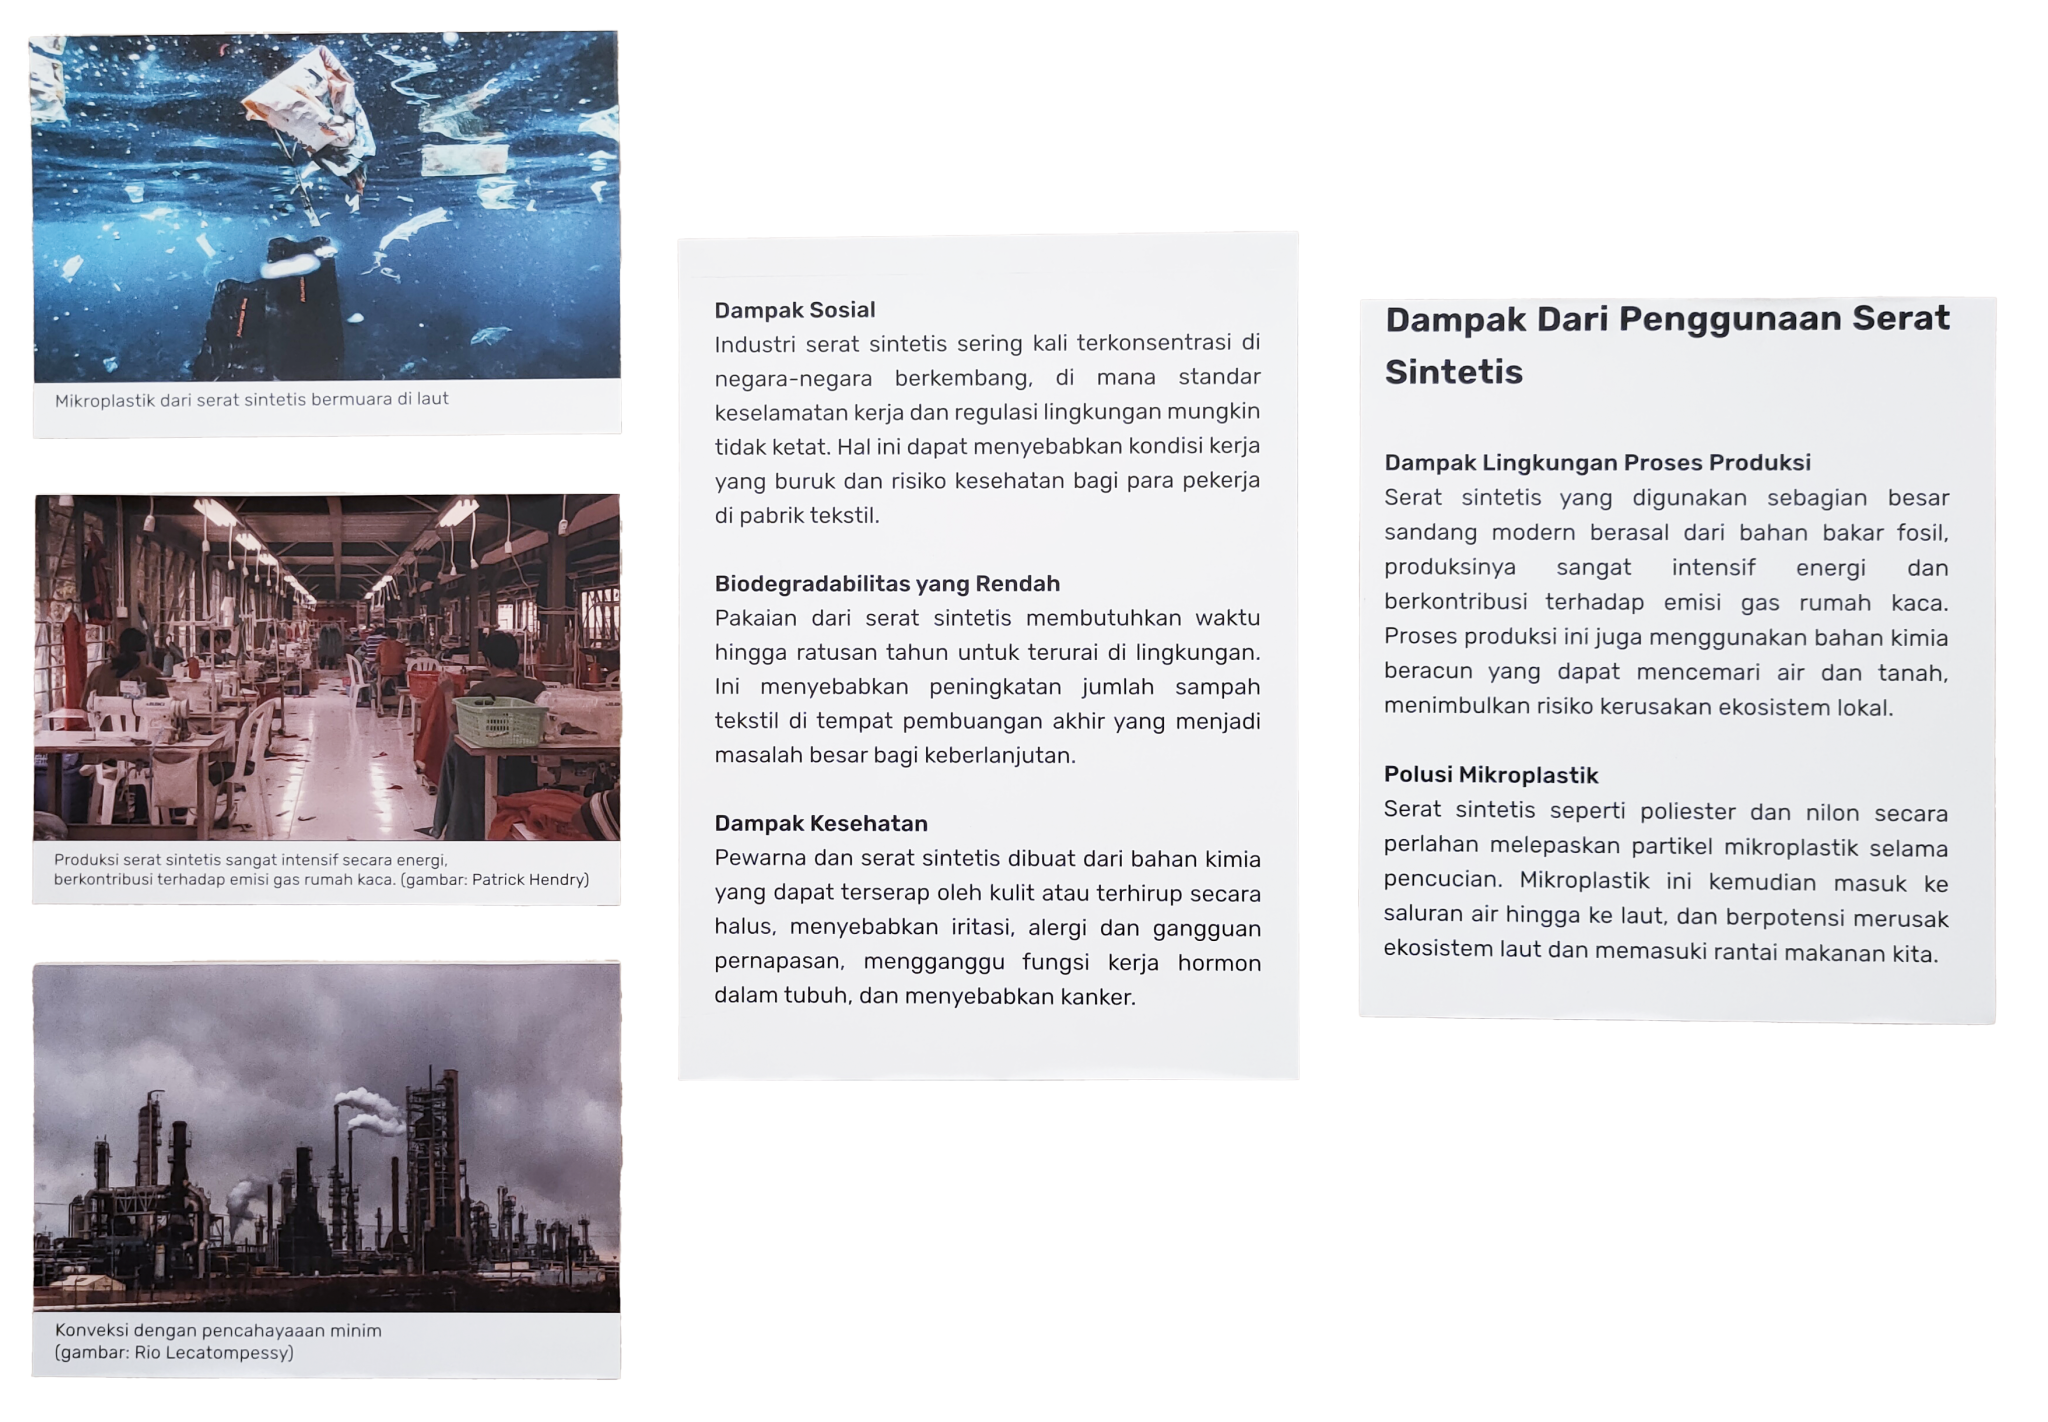 Mikroplastik dari serat sintetis bermuara di laut
Produksi serat sintetis sangat intensif secara energi,
berkontribusi terhadap emisi gas rumah kaca. (gambar: Patrick Hendry)
Konveksi dengan pencahayaaan minim
(gambar: Rio Lecatompessy)
Dampak Sosial
Industri serat sintetis sering kali terkonsentrasi di
negara-negara berkembang, di mana standar
keselamatan kerja dan regulasi lingkungan mungkin
tidak ketat. Hal ini dapat menyebabkan kondisi kerja
yang buruk dan risiko kesehatan bagi para pekerja
di pabrik tekstil.
Biodegradabilitas yang Rendah
Pakaian dari serat sintetis membutuhkan waktu
hingga ratusan tahun untuk terurai di lingkungan.
Ini menyebabkan peningkatan jumlah sampah
tekstil di tempat pembuangan akhir yang menjadi
masalah besar bagi keberlanjutan.
Dampak Kesehatan
Pewarna dan serat sintetis dibuat dari bahan kimia
yang dapat terserap oleh kulit atau terhirup secara
halus, menyebabkan iritasi, alergi dan gangguan
pernapasan, mengganggu fungsi kerja hormon
dalam tubuh, dan menyebabkan kanker.
Dampak Dari Penggunaan Serat
Sintetis
Dampak Lingkungan Proses Produksi
Serat sintetis yang digunakan sebagian besar
sandang modern berasal dari bahan bakar fosil,
produksinya sangat intensif energi dan
berkontribusi terhadap emisi gas rumah kaca.
Proses produksi ini juga menggunakan bahan kimia
beracun yang dapat mencemari air dan tanah,
menimbulkan risiko kerusakan ekosistem lokal.
Polusi Mikroplastik
Serat sintetis seperti poliester dan nilon secara
perlahan melepaskan partikel mikroplastik selama
pencucian. Mikroplastik ini kemudian masuk ke
saluran air hingga ke laut, dan berpotensi merusak
ekosistem laut dan memasuki rantai makanan kita.